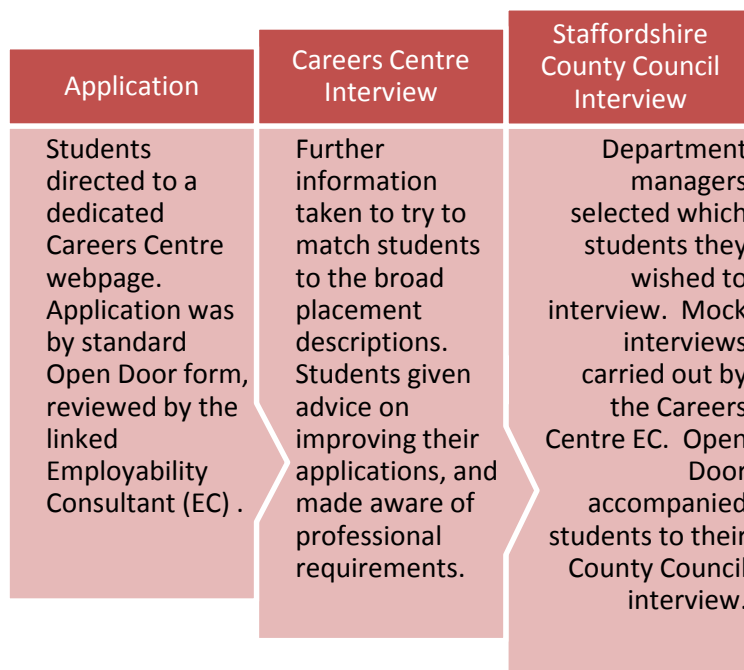 Application
Students
directed to a
dedicated
Careers Centre
webpage.
Application was
by standard
Open Door form,
reviewed by the
linked
Employability
Consultant (EC) .
Careers Centre
Interview
Further
information
taken to try to
match students
to the broad
placement
descriptions.
Students given
advice on
improving their
applications, and
made aware of
professional
requirements.
Staffordshire
County Council
Interview
Department
managers
selected which
students they
wished to
interview.  Mock
interviews
carried out by
the Careers
Centre EC.  Open
Door
accompanied
students to their
County Council
interview.